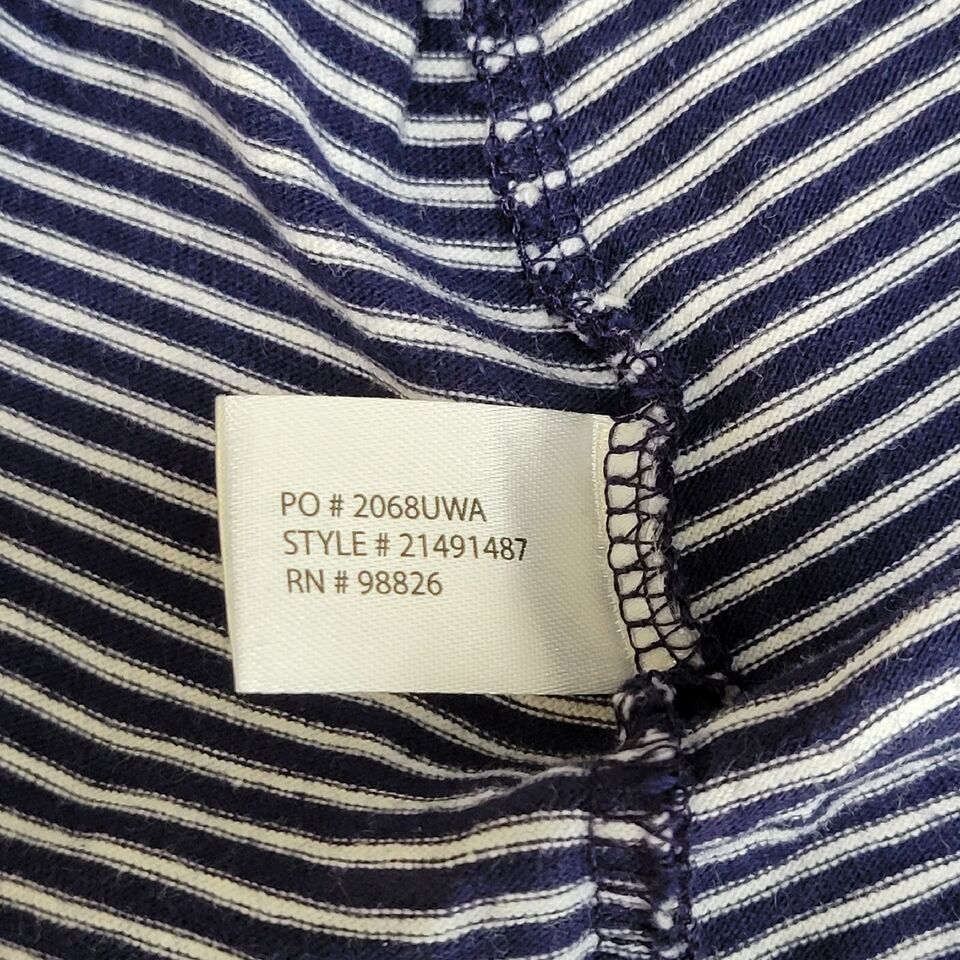 PO # 2068UWA
STYLE # 21491487
RN # 98826